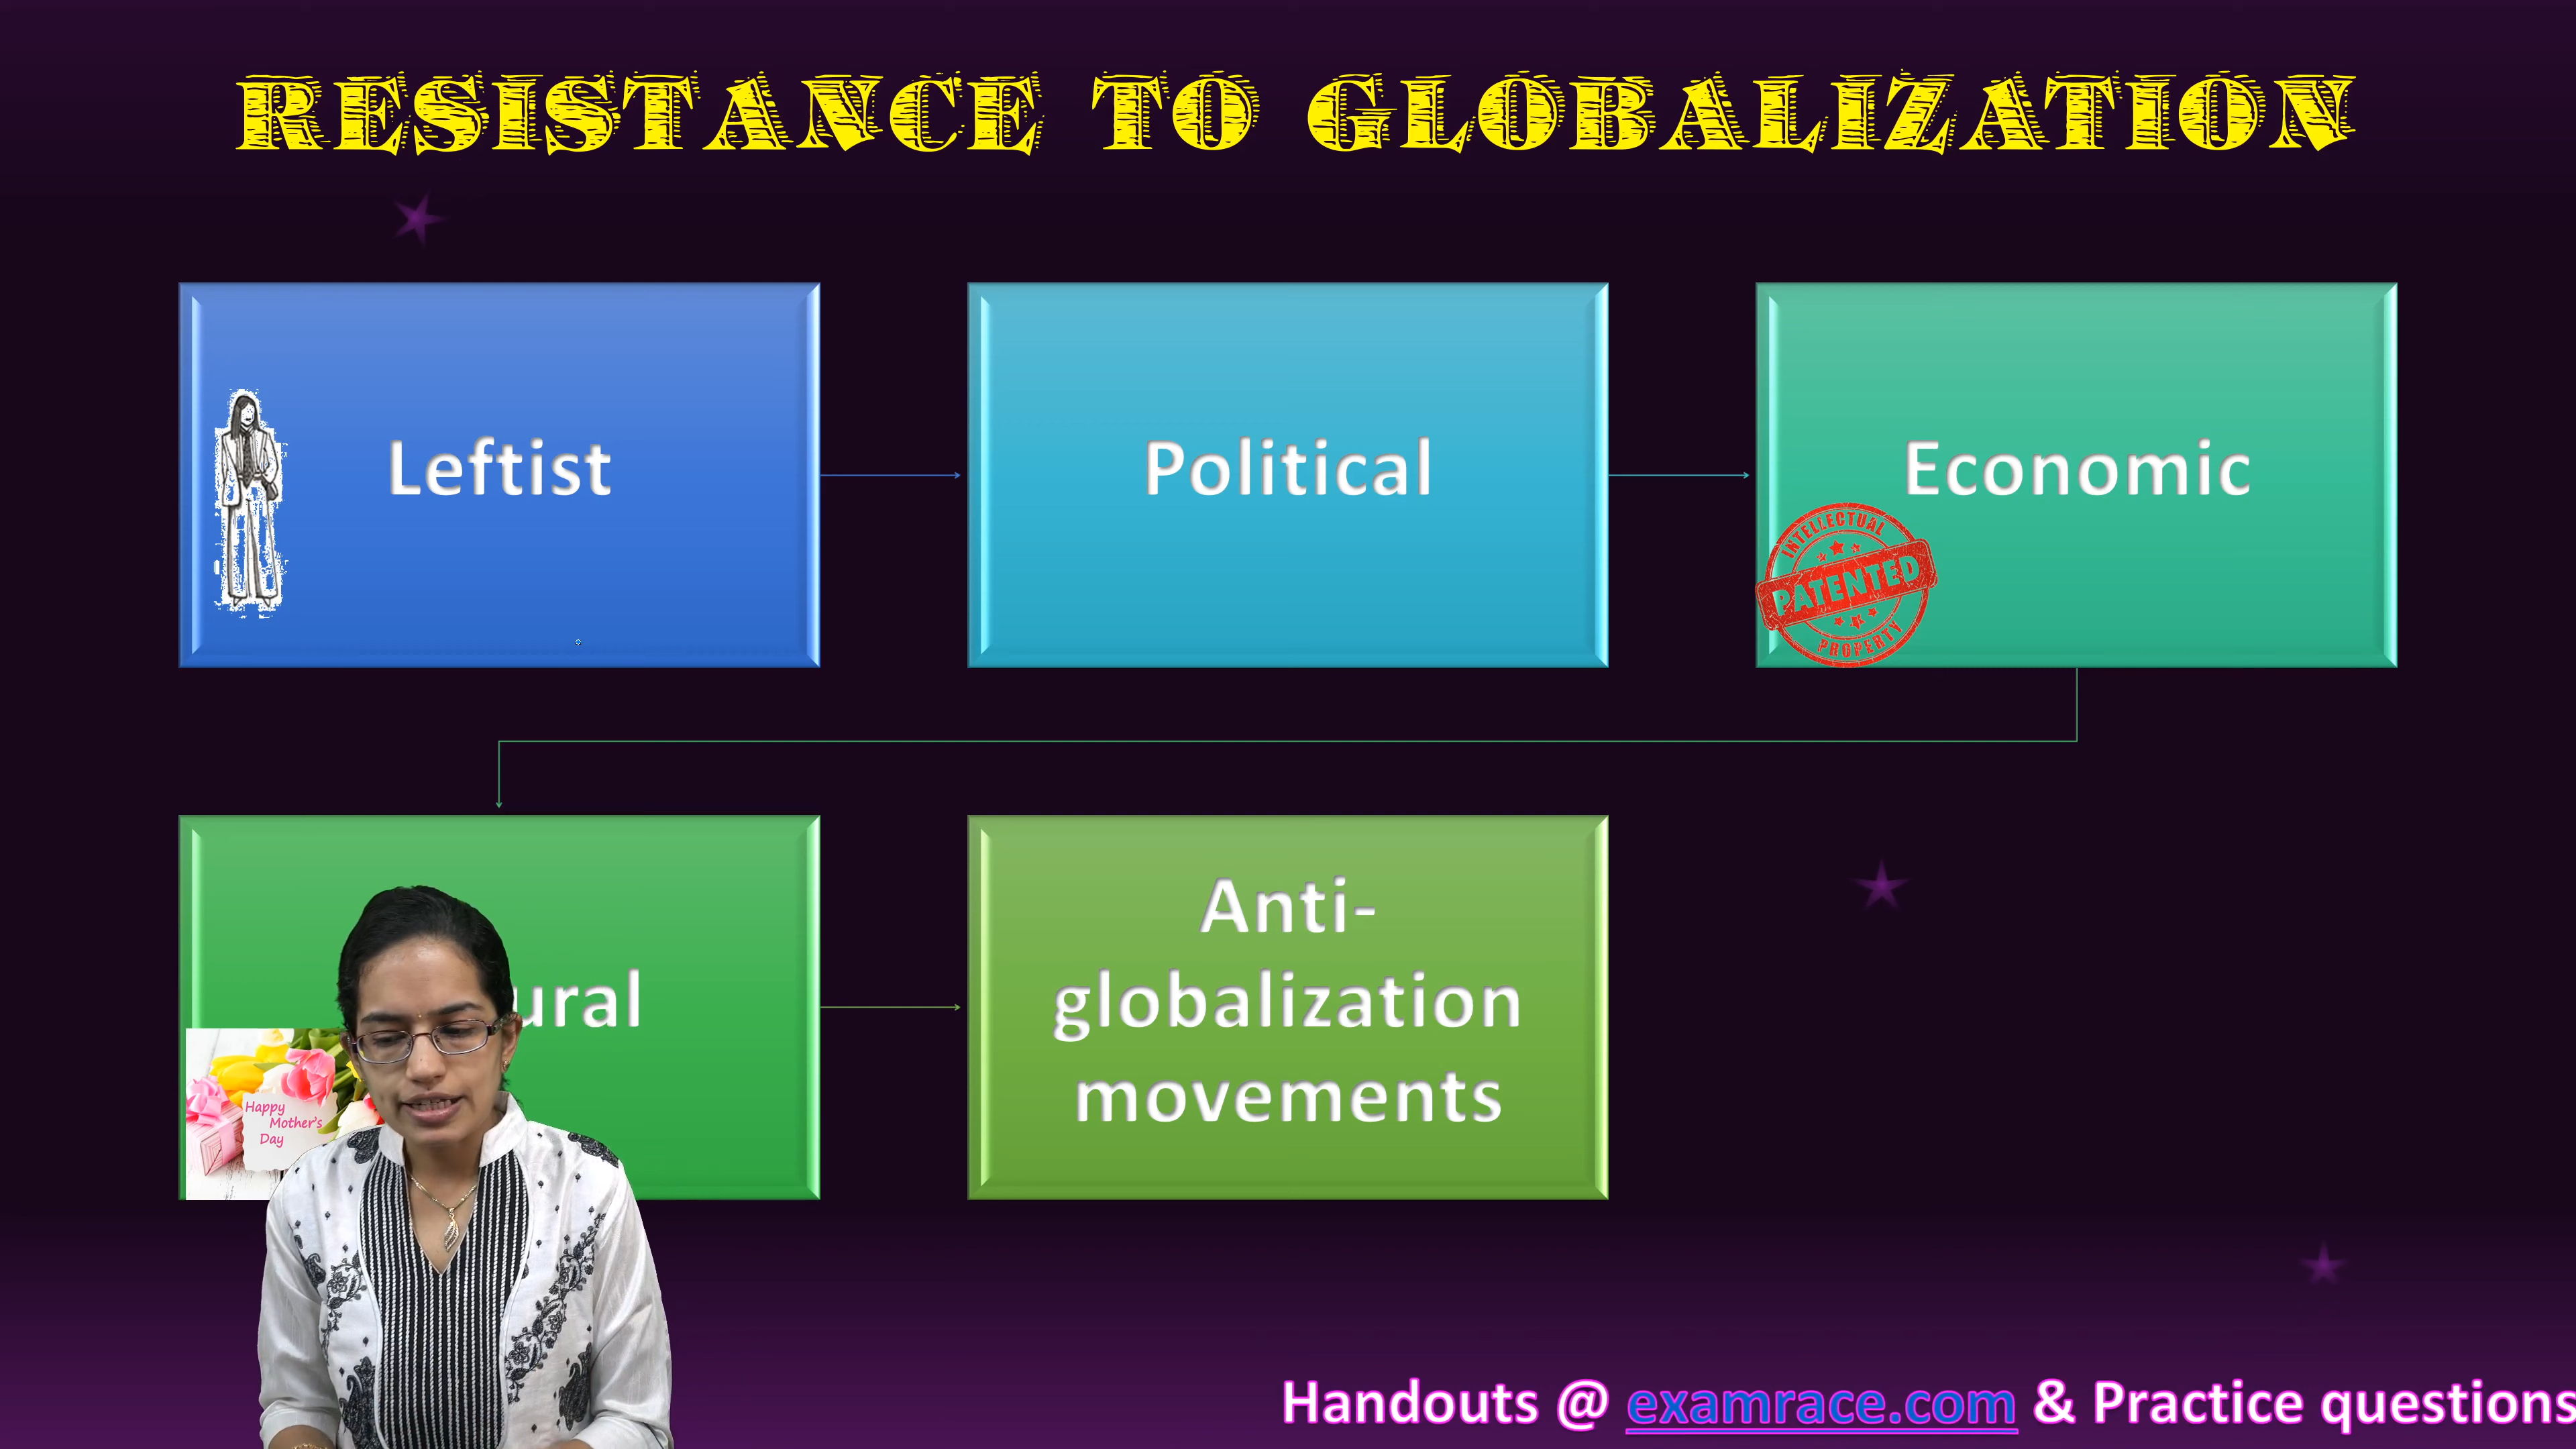 RESISTANCE TO GLOBALIZATION
Leftist
Political
Economic
INTELLECTUAL
PATENTED
PROPERTY
ural
Anti-
globalization
movements
Happy
Mother's
Day
Handouts @ examrace.com & Practice questions